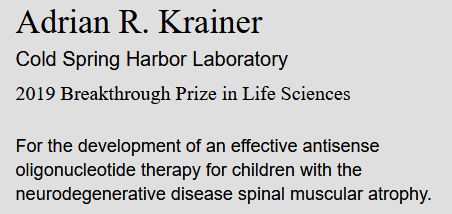 Adrian R. Krainer
Cold Spring Harbor Laboratory
2019 Breakthrough Prize in Life Sciences
For the development of an effective antisense
oligonucleotide therapy for children with the
neurodegenerative disease spinal muscular atrophy.